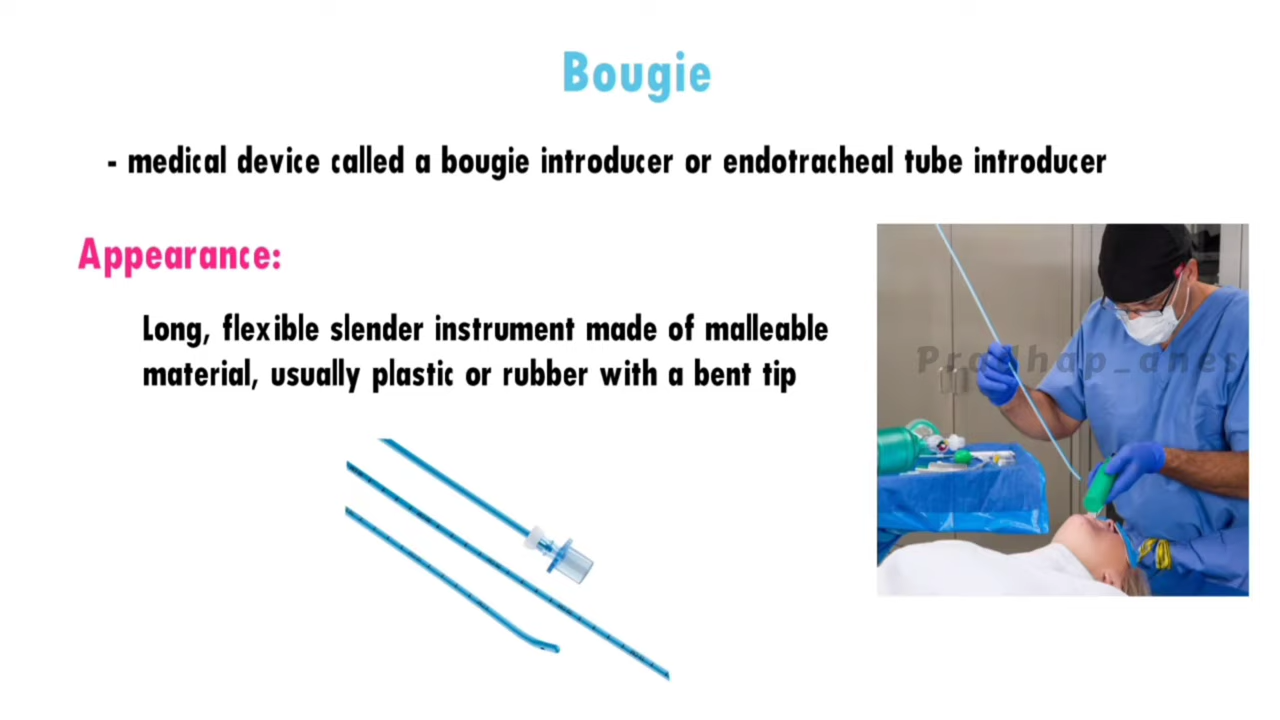 Bougie
- medical device called a bougie introducer or endotracheal tube introducer
Appearance:
Long, flexible slender instrument made of malleable
material, usually plastic or rubber with a bent tip
Pradhap_anes